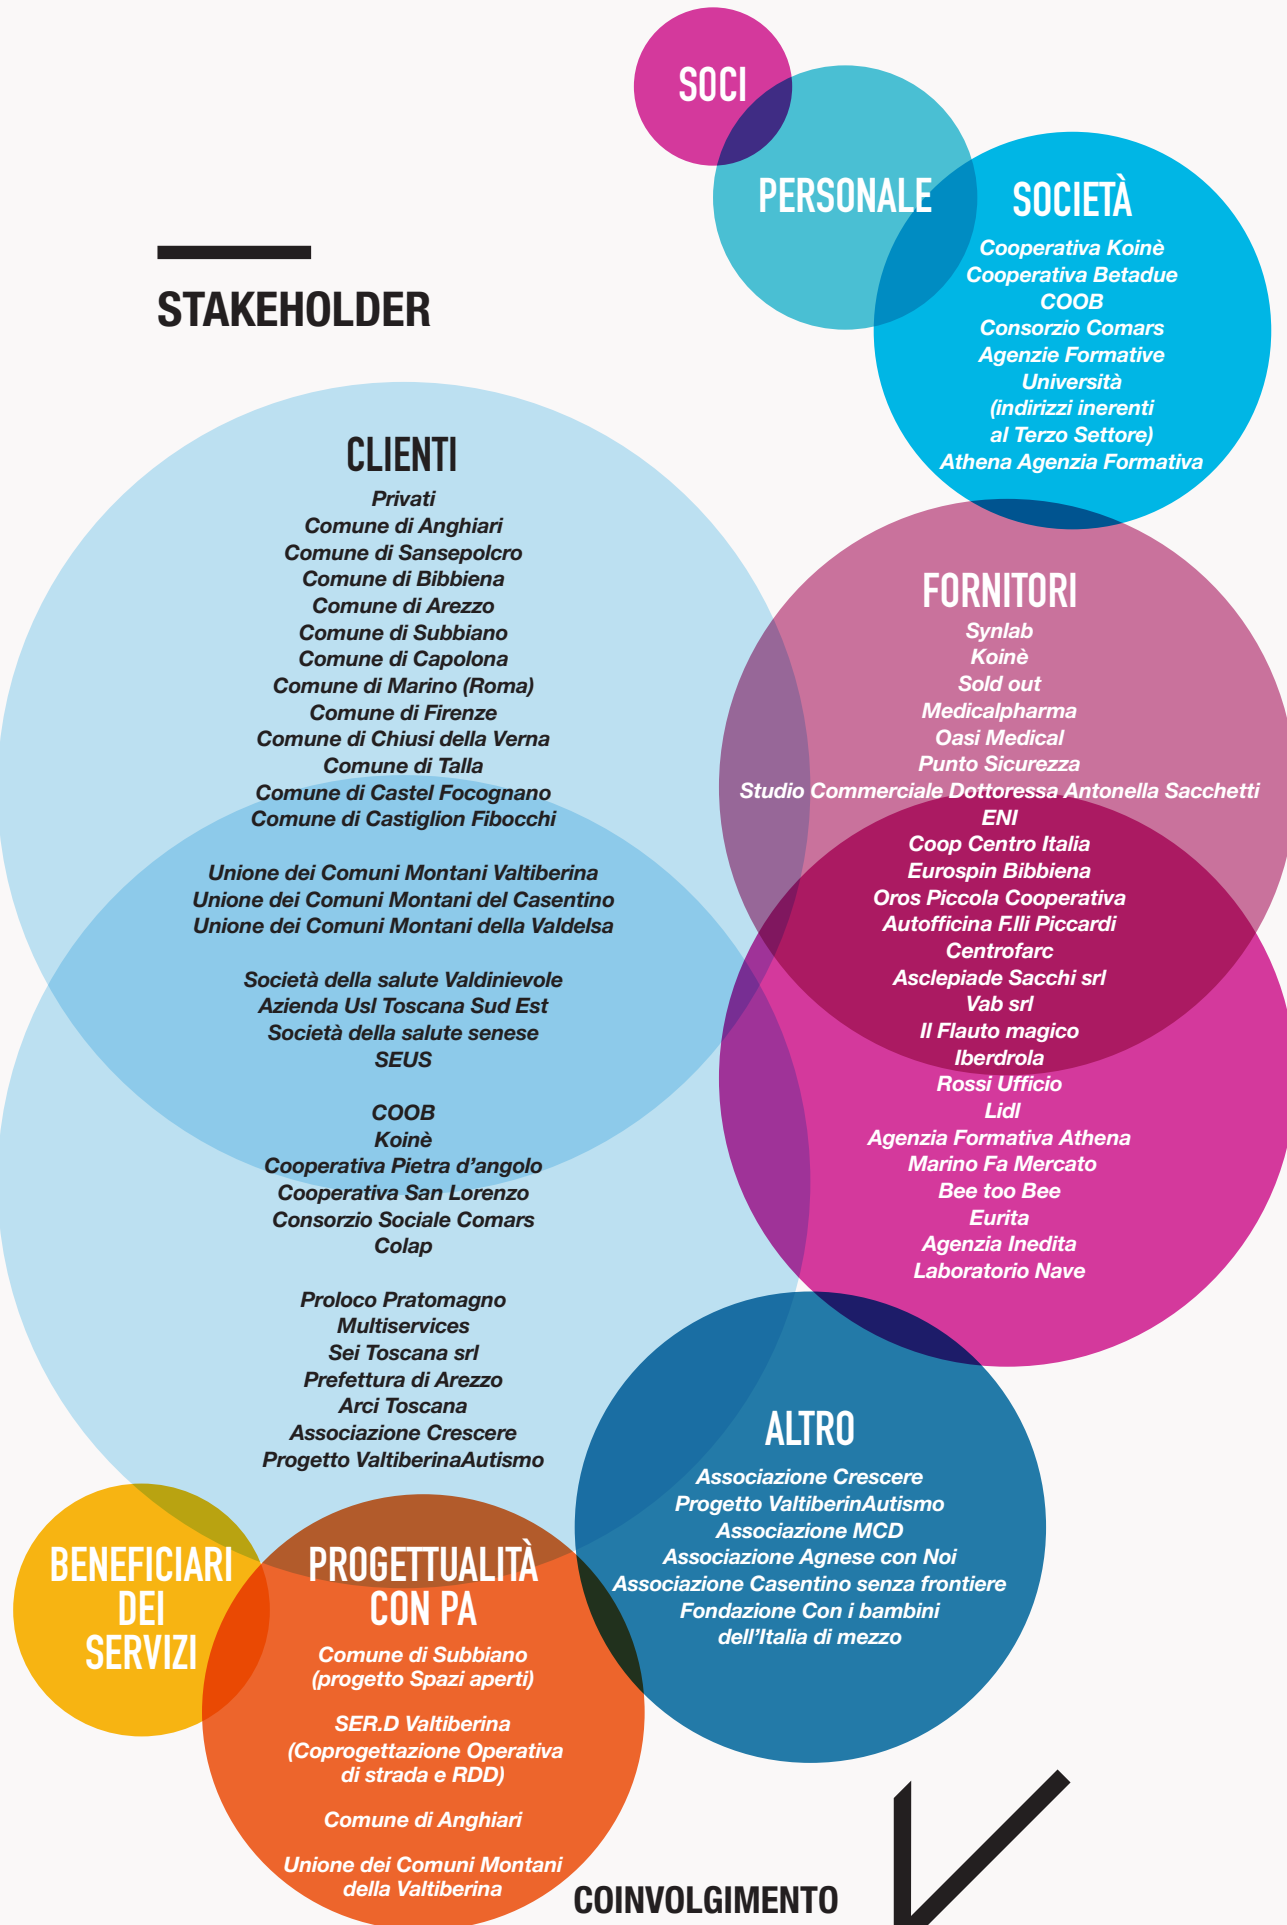 SOCI
PERSONALE
SOCIETÀ
Cooperativa Koinè
Cooperativa Betadue
COOB
Consorzio Comars
Agenzie Formative
Università
(indirizzi inerenti
al Terzo Settore)
Athena Agenzia Formativa
STAKEHOLDER
CLIENTI
Privati
Comune di Anghiari
Comune di Sansepolcro
Comune di Bibbiena
Comune di Arezzo
Comune di Subbiano
Comune di Capolona
Comune di Marino (Roma)
Comune di Firenze
Comune di Chiusi della Verna
Comune di Talla
Comune di Castel Focognano
Comune di Castiglion Fibocchi
Unione dei Comuni Montani Valtiberina
Unione dei Comuni Montani del Casentino
Unione dei Comuni Montani della Valdelsa
Società della salute Valdinievole
Azienda Usl Toscana Sud Est
Società della salute senese
SEUS
COOB
Koinè
Cooperativa Pietra d'angolo
Cooperativa San Lorenzo
Consorzio Sociale Comars
Colap
Proloco Pratomagno
Multiservices
Sei Toscana srl
Prefettura di Arezzo
Arci Toscana
Associazione Crescere
Progetto ValtiberinaAutismo
FORNITORI
Synlab
Koinè
Sold out
Medicalpharma
Oasi Medical
Punto Sicurezza
Studio Commerciale Dottoressa Antonella Sacchetti
ENI
Coop Centro Italia
Eurospin Bibbiena
Oros Piccola Cooperativa
Autofficina F.lli Piccardi
Centrofarc
Asclepiade Sacchi srl
Vab srl
Il Flauto magico
Iberdrola
Rossi Ufficio
Lidl
Agenzia Formativa Athena
Marino Fa Mercato
Bee too Bee
Eurita
Agenzia Inedita
Laboratorio Nave
ALTRO
Associazione Crescere
Progetto ValtiberinAutismo
Associazione MCD
Associazione Agnese con Noi
Associazione Casentino senza frontiere
Fondazione Con i bambini
dell'Italia di mezzo
BENEFICIARI
DEI
SERVIZI
PROGETTUALITÀ
CON PA
Comune di Subbiano
(progetto Spazi aperti)
SER.D Valtiberina
(Coprogettazione Operativa
di strada e RDD)
Comune di Anghiari
Unione dei Comuni Montani
della Valtiberina
COINVOLGIMENTO